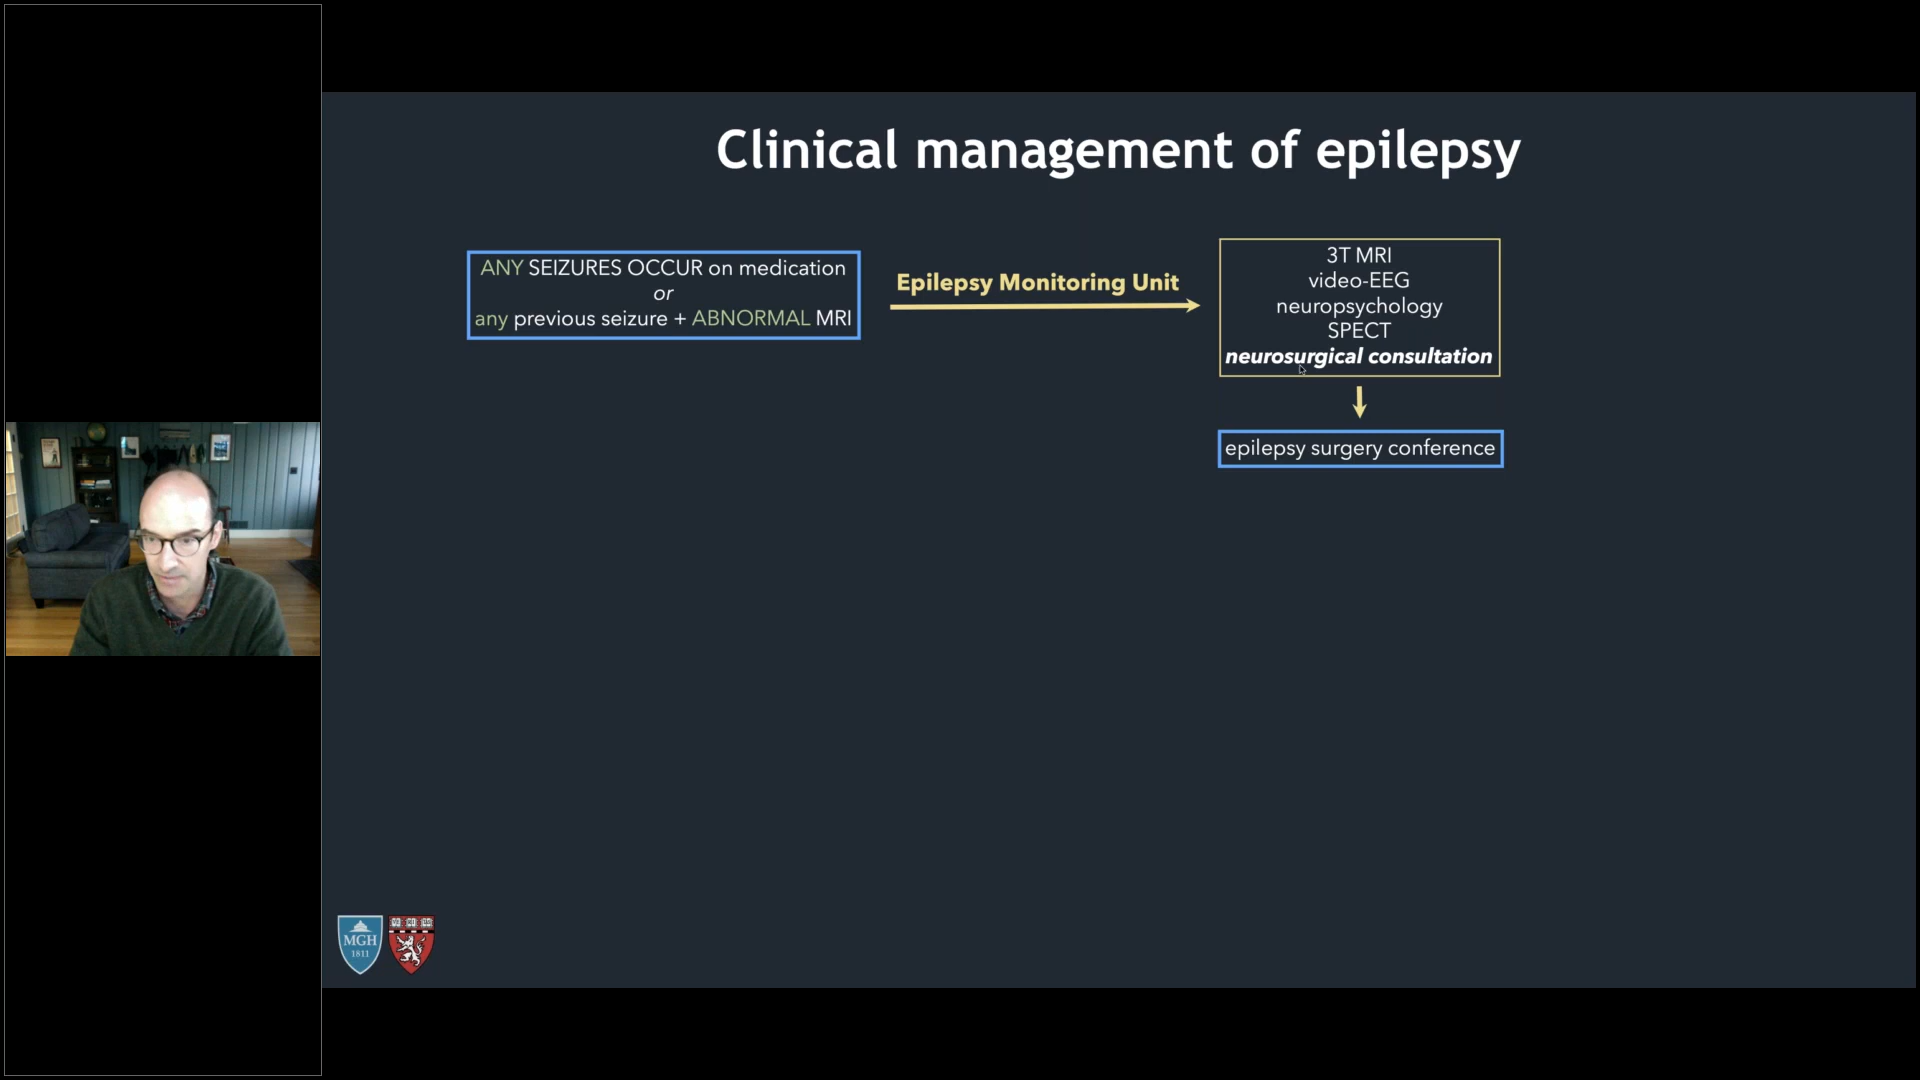 Clinical management of epilepsy
ANY SEIZURES OCCUR on medication
or
any previous seizure + ABNORMAL MRI
Epilepsy Monitoring Unit
3T MRI
video-EEG
neuropsychology
SPECT
neurosurgical consultation
epilepsy surgery conference
MGH
1811